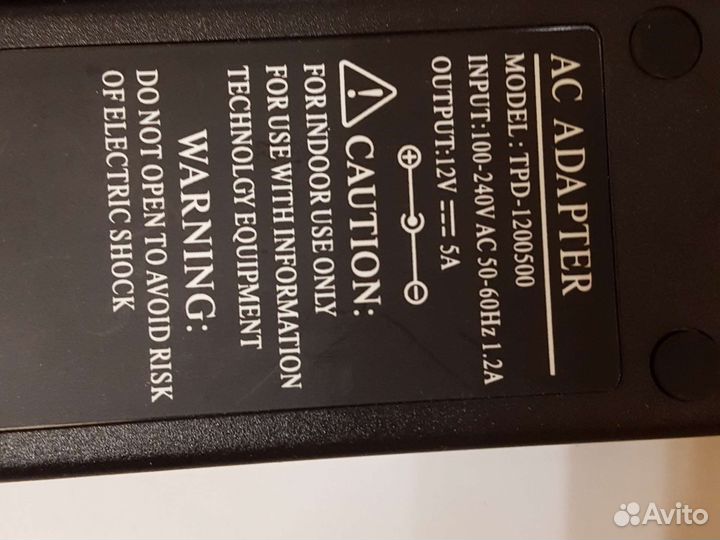 AC ADAPTER
MODEL: TPD-1200500
INPUT:100-240V AC 50-60Hz 1.2A
OUTPUT:12V ⎓ 5A
CAUTION:
FOR INDOOR USE ONLY
FOR USE WITH INFORMATION
TECHNOLGY EQUIPMENT
WARNING:
DO NOT OPEN TO AVOID RISK
OF ELECTRIC SHOCK
Avito